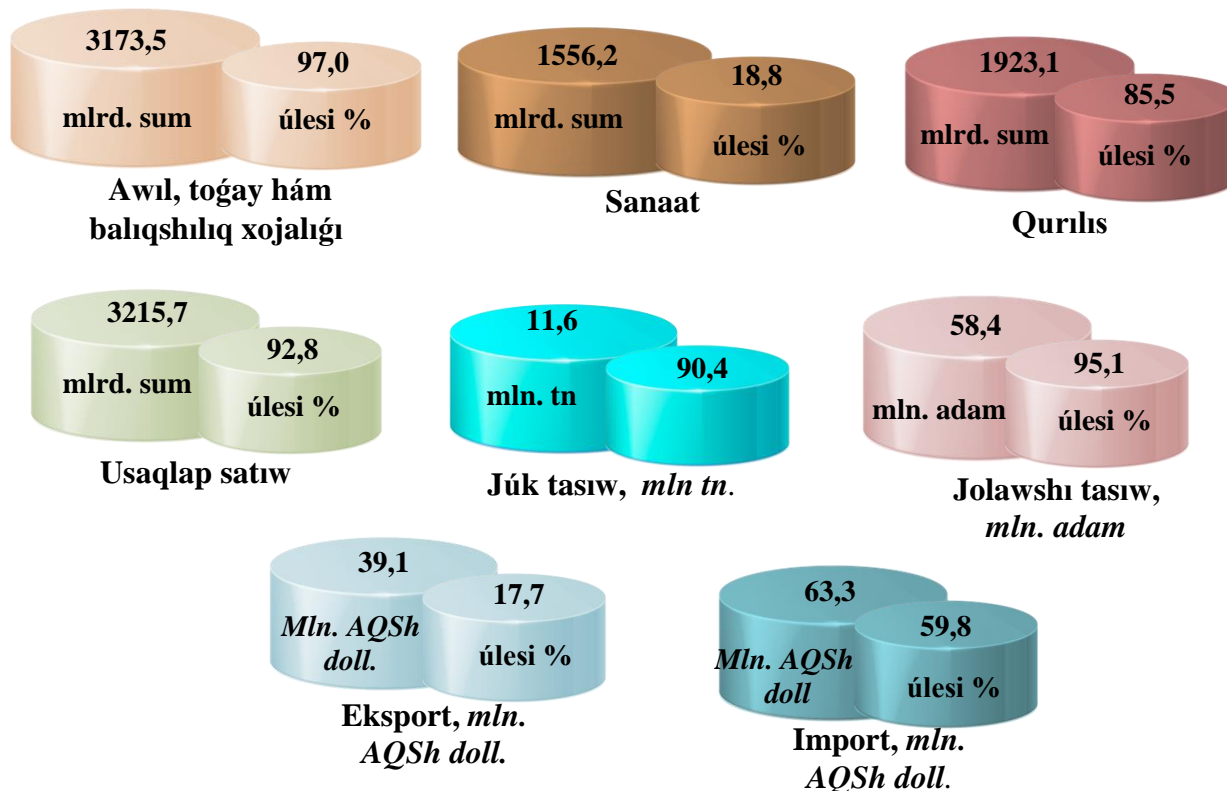 3173,5
mlrd. sum
97,0
úlesi %
Awıl, toǵay hám
balıqshılıq xojalıǵı
1556,2
mlrd. sum
18,8
úlesi %
Sanaat
1923,1
mlrd. sum
85,5
úlesi %
Qurılıs
3215,7
mlrd. sum
92,8
úlesi %
Usaqlap satıw
11,6
mln. tn
90,4
Júk tasıw, mln tn.
58,4
mln. adam
95,1
úlesi %
Jolawshı tasıw,
mln. adam
39,1
Mln. AQSh
doll.
17,7
úlesi %
Eksport, mln.
AQSh doll.
63,3
Mln. AQSh
doll
59,8
úlesi %
Import, mln.
AQSh doll.